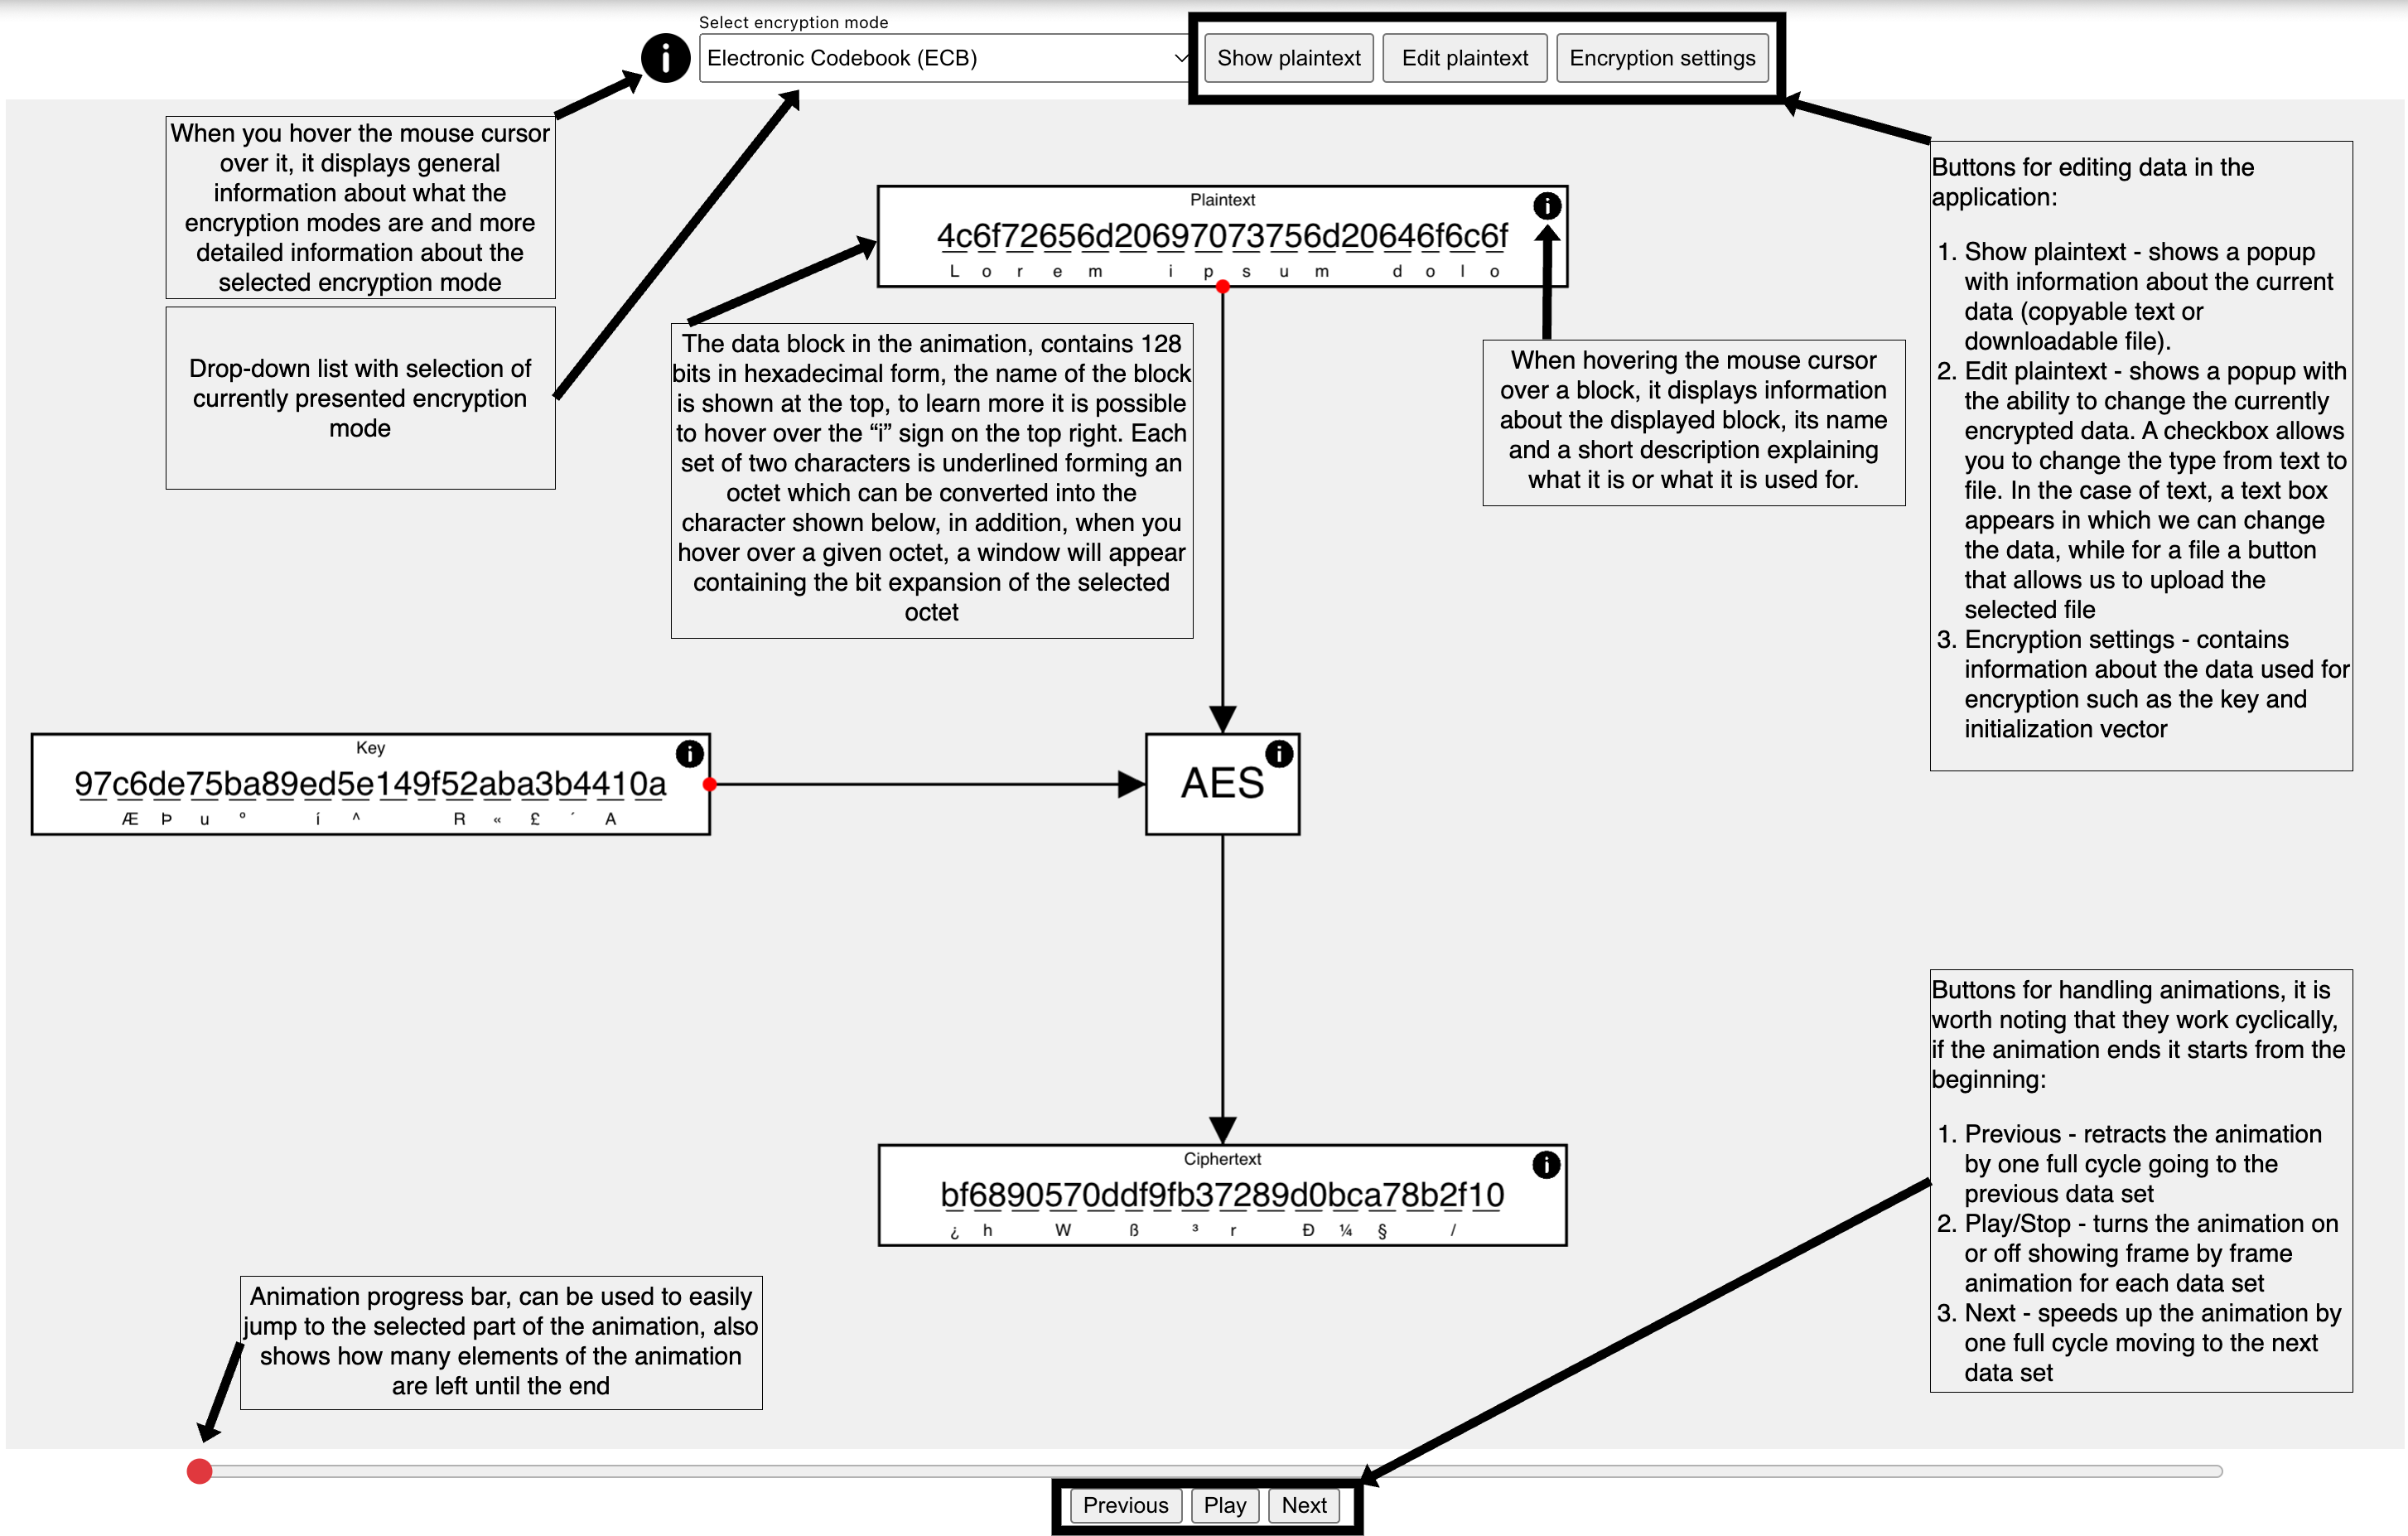 Select encryption mode
Electronic Codebook (ECB)
Show plaintext
Edit plaintext
Encryption settings
When you hover the mouse cursor
over it, it displays general
information about what the
encryption modes are and more
detailed information about the
selected encryption mode
Drop-down list with selection of
currently presented encryption
mode
Plaintext
4c6f72656d20697073756d20646f6c6f
L o r e m i p s u m d o l o
The data block in the animation, contains 128
bits in hexadecimal form, the name of the block
is shown at the top, to learn more it is possible
to hover over the “i” sign on the top right. Each
set of two characters is underlined forming an
octet which can be converted into the
character shown below, in addition, when you
hover over a given octet, a window will appear
containing the bit expansion of the selected
octet
When hovering the mouse cursor
over a block, it displays information
about the displayed block, its name
and a short description explaining
what it is or what it is used for.
Buttons for editing data in the
application:
1. Show plaintext - shows a popup
with information about the current
data (copyable text or
downloadable file).
2. Edit plaintext - shows a popup with
the ability to change the currently
encrypted data. A checkbox allows
you to change the type from text to
file. In the case of text, a text box
appears in which we can change
the data, while for a file a button
that allows us to upload the
selected file
3. Encryption settings - contains
information about the data used for
encryption such as the key and
initialization vector
Key
97c6de75ba89ed5e149f52aba3b4410a
Æ Þ u º í ^ R « £ ´ A
AES
Ciphertext
bf6890570ddf9fb37289d0bca78b2f10
¿ h W ß ³ r Ð ¼ § /
Buttons for handling animations, it is
worth noting that they work cyclically,
if the animation ends it starts from the
beginning:
1. Previous - retracts the animation
by one full cycle going to the
previous data set
2. Play/Stop - turns the animation on
or off showing frame by frame
animation for each data set
3. Next - speeds up the animation by
one full cycle moving to the next
data set
Animation progress bar, can be used to easily
jump to the selected part of the animation, also
shows how many elements of the animation
are left until the end
Previous
Play
Next